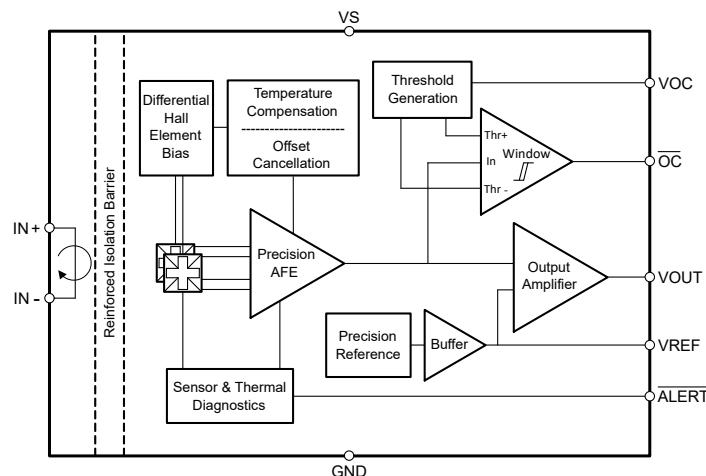 VS
Differential
Hall
Element
Bias
Temperature
Compensation
Offset
Cancellation
Threshold
Generation
VOC
Thr+
In
Window
Thr -
OC
IN+
IN -
Reinforced Isolation Barrier
Precision
AFE
Output
Amplifier
VOUT
Precision
Reference
Buffer
VREF
Sensor & Thermal
Diagnostics
ALERT
GND